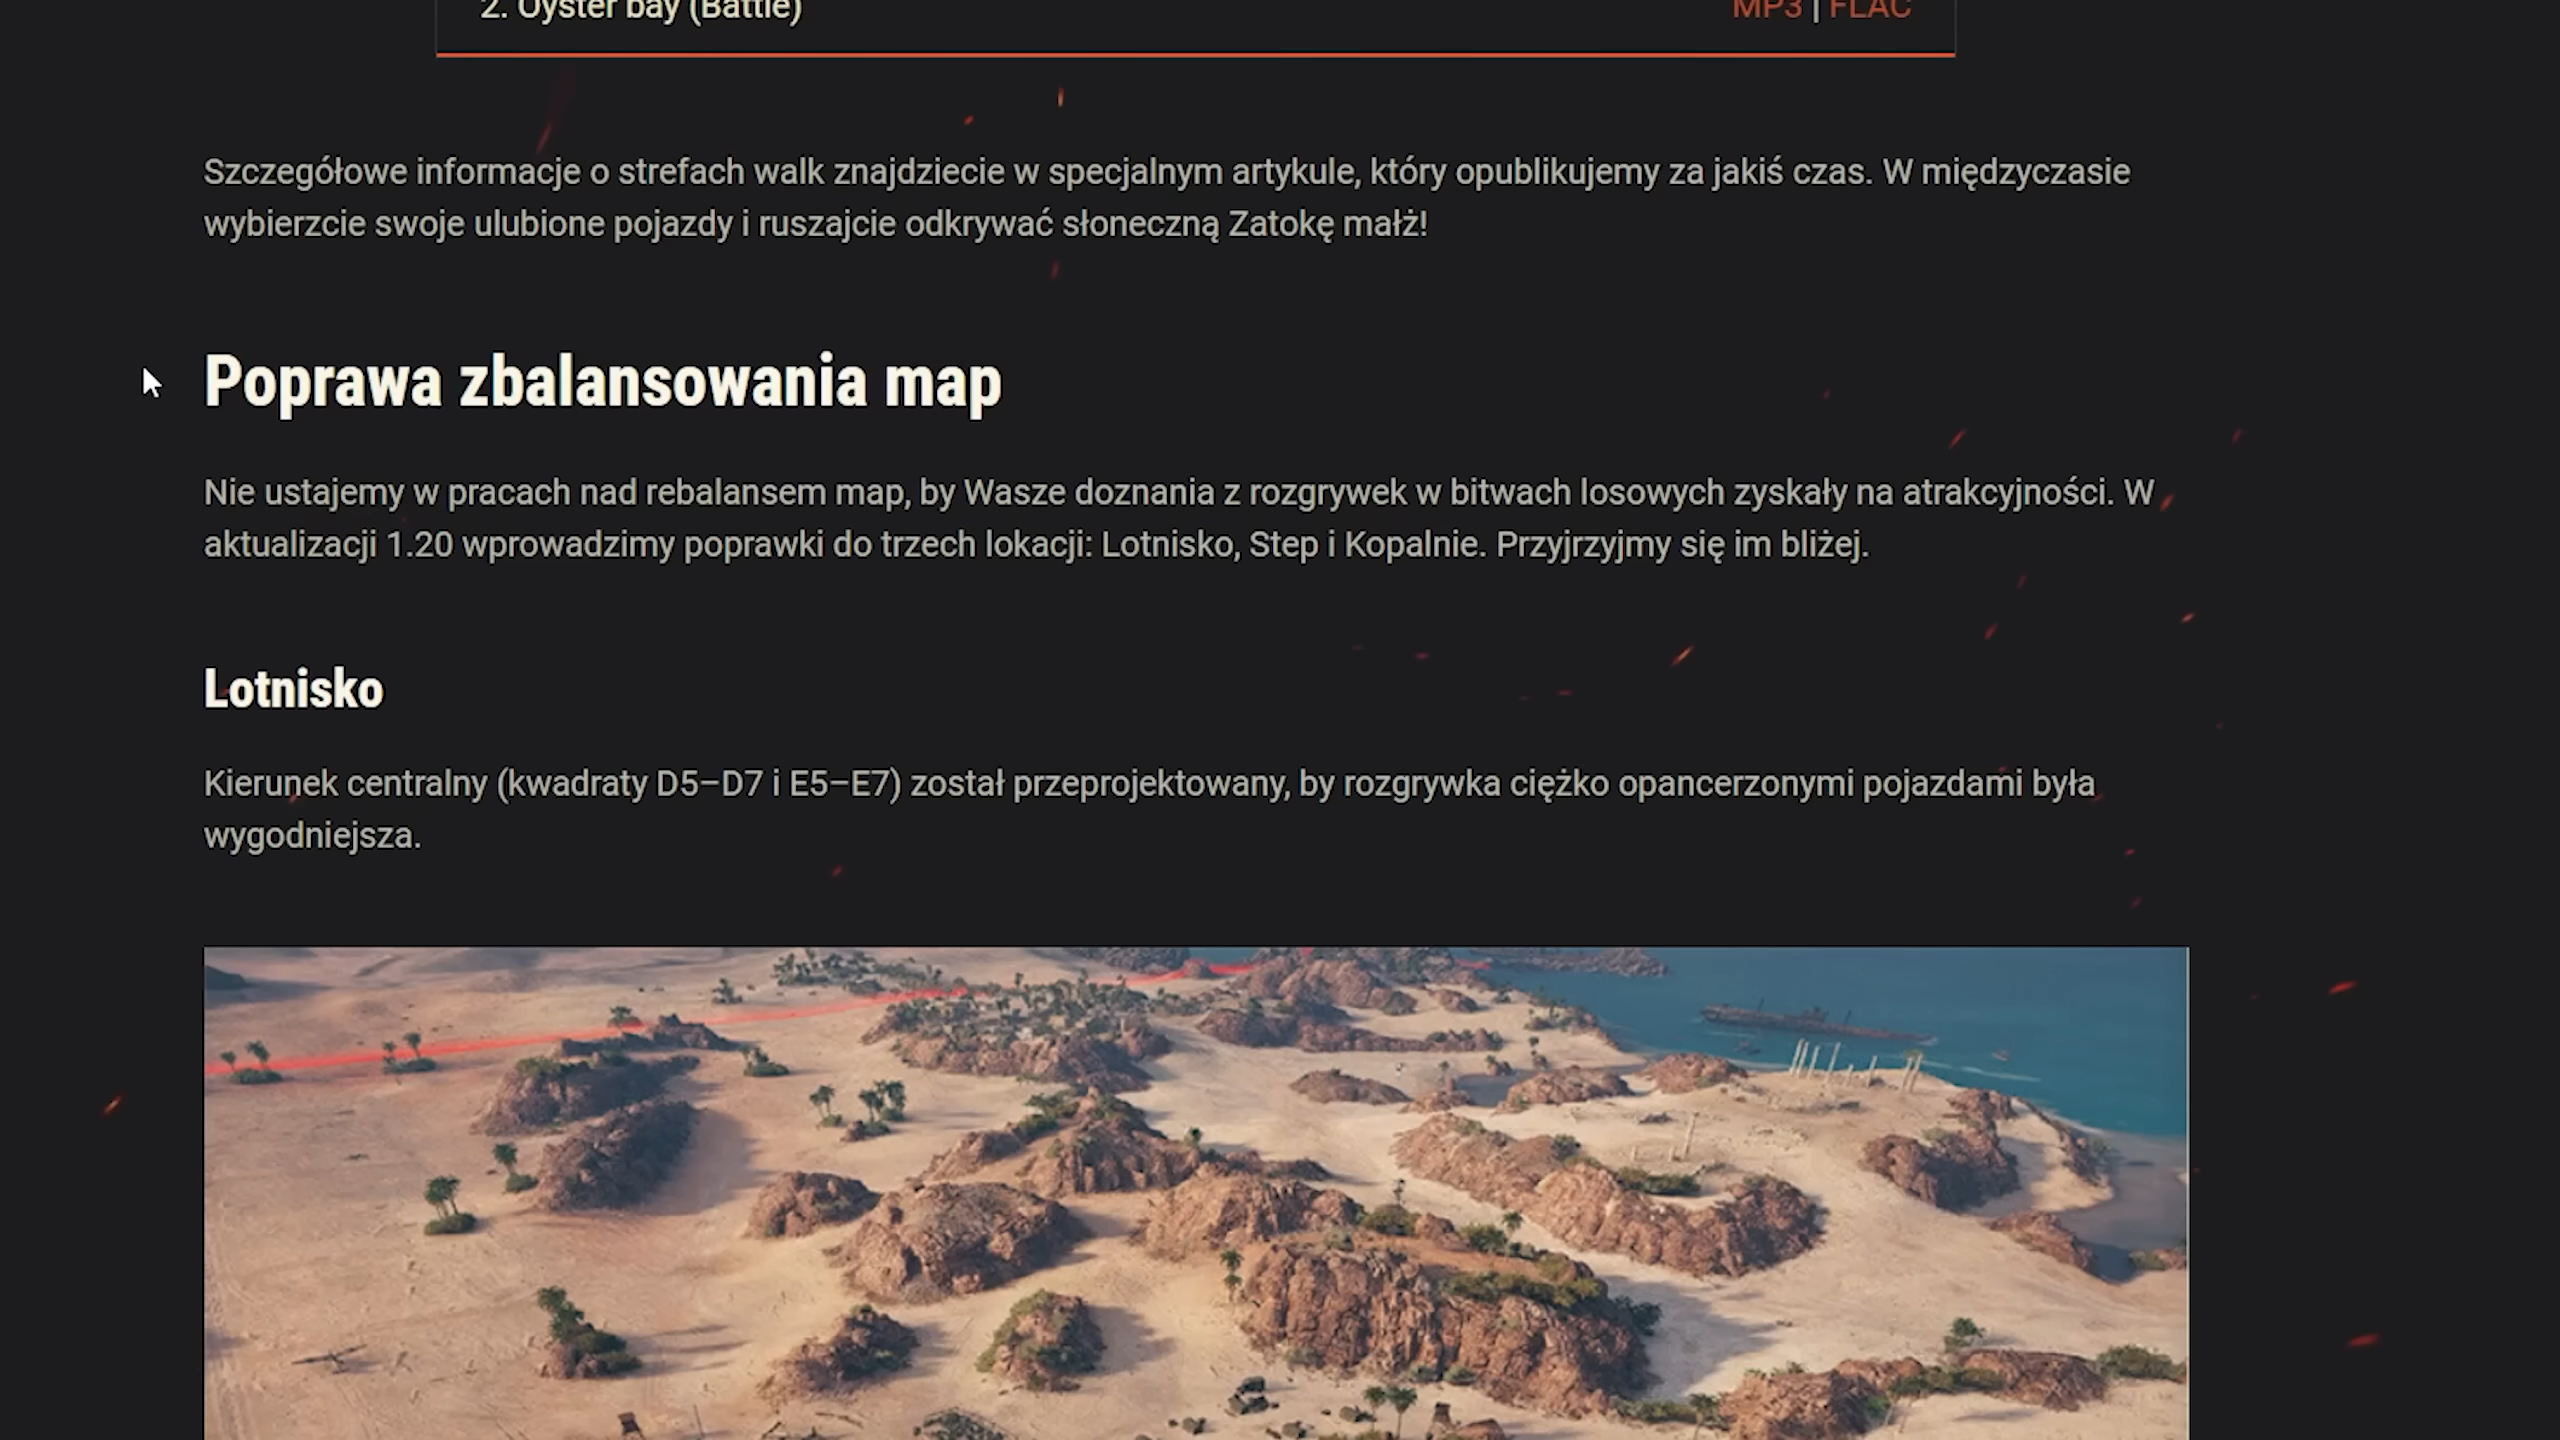 2. Oyster bay (Battle)
MP3 | FLAC
Szczegółowe informacje o strefach walk znajdziecie w specjalnym artykule, który opublikujemy za jakiś czas. W międzyczasie
wybierzcie swoje ulubione pojazdy i ruszajcie odkrywać słoneczną Zatokę małż!
Poprawa zbalansowania map
Nie ustajemy w pracach nad rebalansem map, by Wasze doznania z rozgrywek w bitwach losowych zyskały na atrakcyjności. W
aktualizacji 1.20 wprowadzimy poprawki do trzech lokacji: Lotnisko, Step i Kopalnie. Przyjrzyjmy się im bliżej.
Lotnisko
Kierunek centralny (kwadraty D5–D7 i E5–E7) został przeprojektowany, by rozgrywka ciężko opancerzonymi pojazdami była
wygodniejsza.